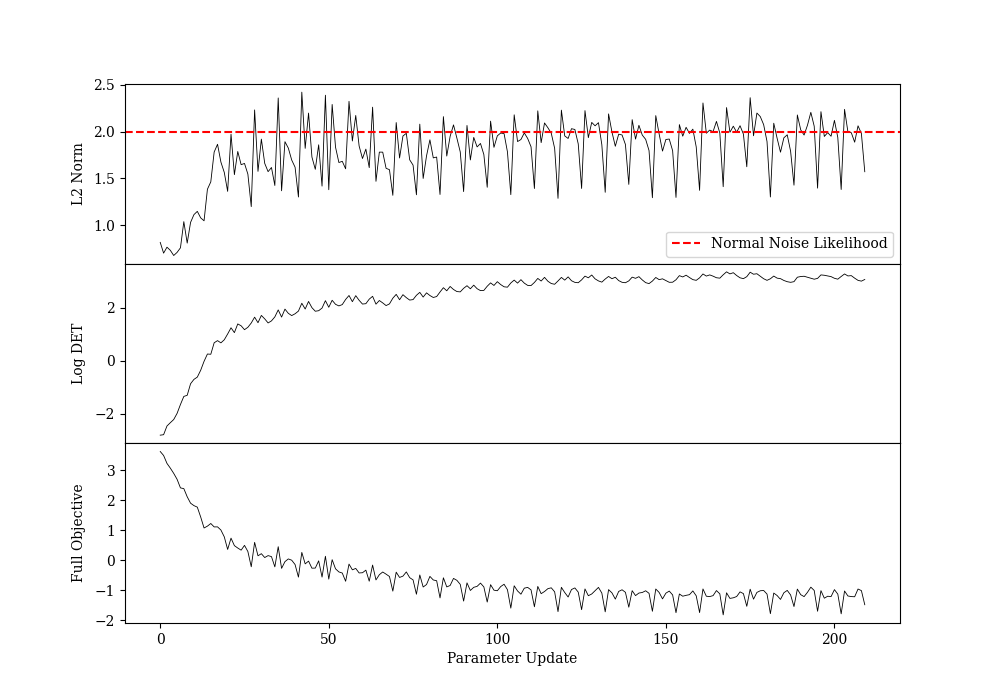 2.5
2.0
1.5
1.0
L2 Norm
Normal Noise Likelihood
2
0
−2
Log DET
3
2
1
0
−1
−2
Full Objective
0 50 100 150 200
Parameter Update